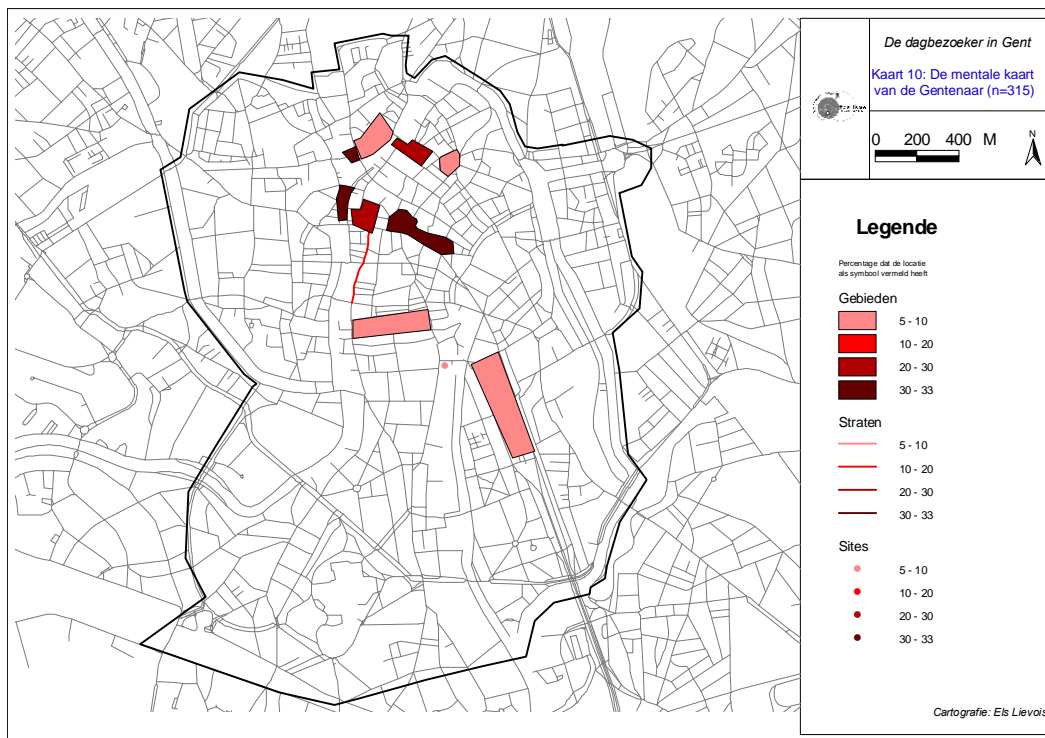 De dagbezoeker in Gent
Kaart 10: De mentale kaart
van de Gentenaar (n=315)
0 200 400 M
N
Legende
Percentage dat de locatie
als symbool vermeld heeft
Gebieden
5 - 10
10 - 20
20 - 30
30 - 33
Straten
5 - 10
10 - 20
20 - 30
30 - 33
Sites
5 - 10
10 - 20
20 - 30
30 - 33
Cartografie: Els Lievois